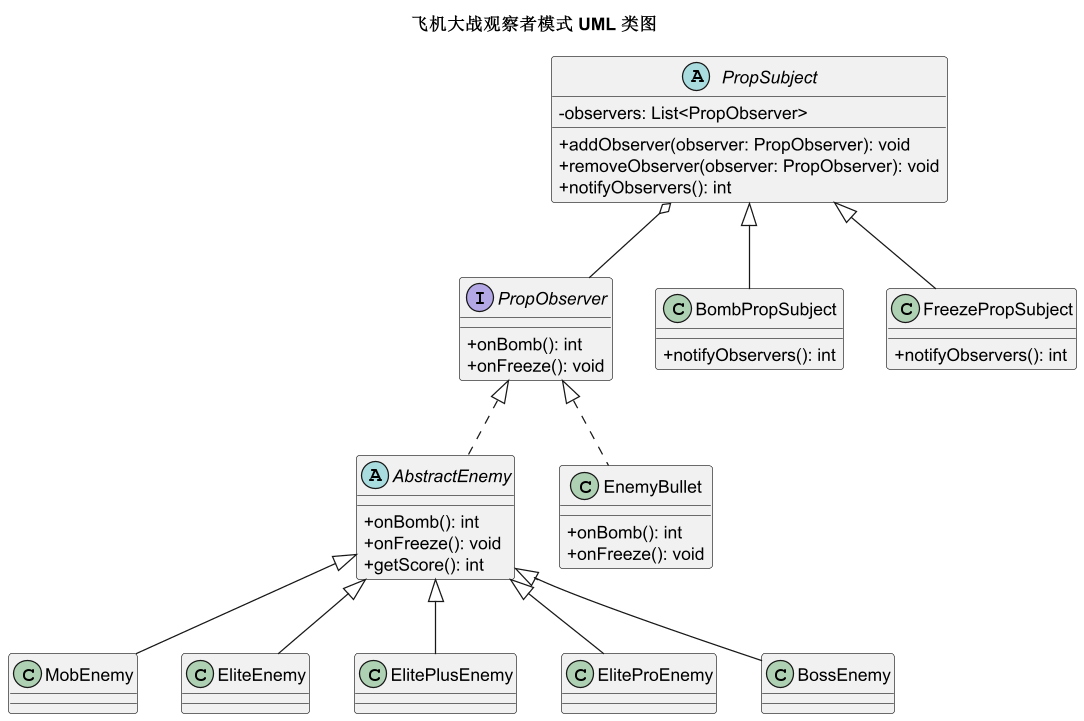 飞机大战观察者模式 UML 类图
A PropSubject
-observers: List<PropObserver>
+addObserver(observer: PropObserver): void
+removeObserver(observer: PropObserver): void
+notifyObservers(): int
I PropObserver
+onBomb(): int
+onFreeze(): void
C BombPropSubject
+notifyObservers(): int
C FreezePropSubject
+notifyObservers(): int
A AbstractEnemy
+onBomb(): int
+onFreeze(): void
+getScore(): int
C EnemyBullet
+onBomb(): int
+onFreeze(): void
C MobEnemy
C EliteEnemy
C ElitePlusEnemy
C EliteProEnemy
C BossEnemy